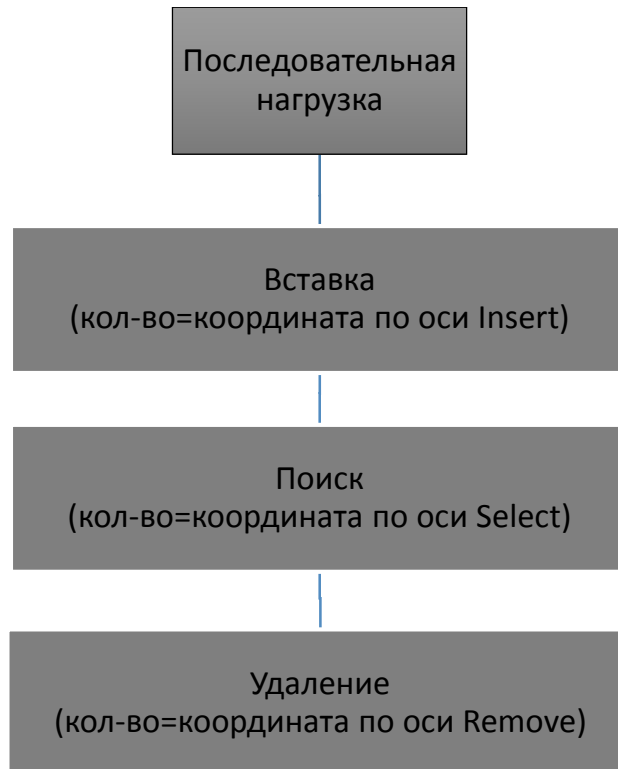 Последовательная
нагрузка
Вставка
(кол-во=координата по оси Insert)
Поиск
(кол-во=координата по оси Select)
Удаление
(кол-во=координата по оси Remove)